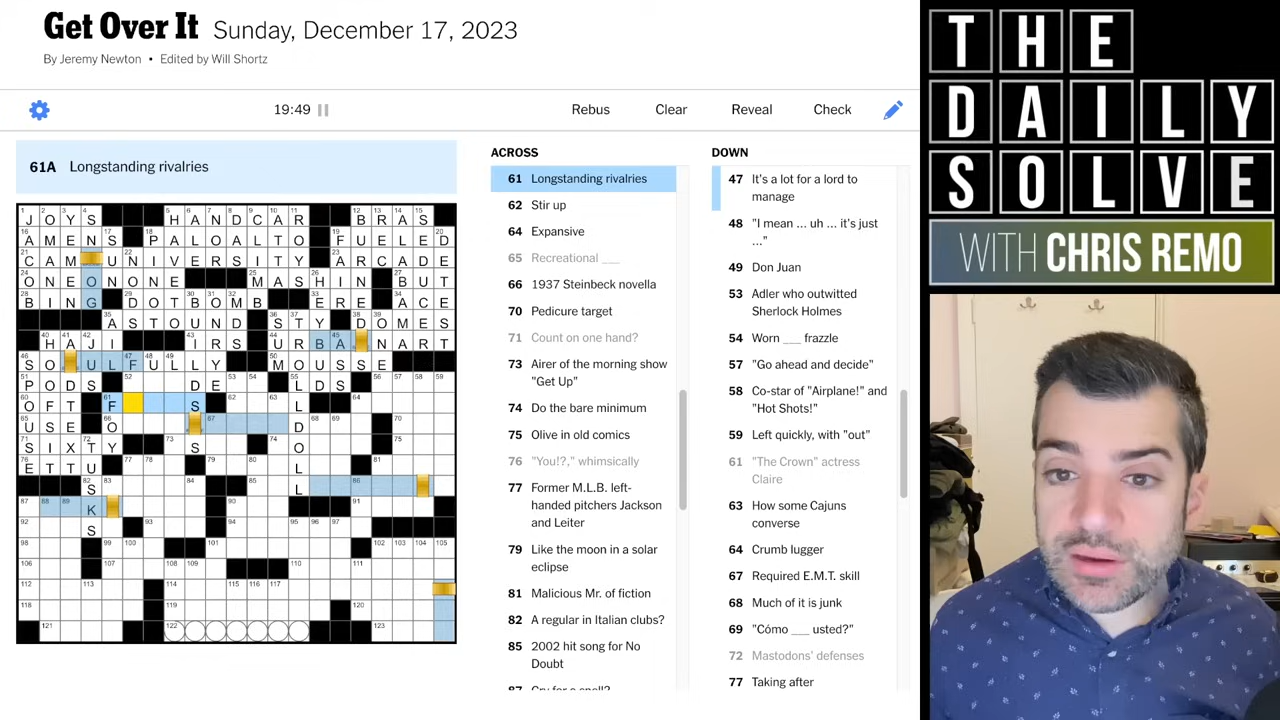 Get Over It Sunday, December 17, 2023
By Jeremy Newton • Edited by Will Shortz
19:49
Rebus Clear Reveal Check
61A Longstanding rivalries
ACROSS
61 Longstanding rivalries
62 Stir up
64 Expansive
65 Recreational ___
66 1937 Steinbeck novella
70 Pedicure target
71 Count on one hand?
73 Airer of the morning show
"Get Up"
74 Do the bare minimum
75 Olive in old comics
76 "You!?," whimsically
77 Former M.L.B. left-
handed pitchers Jackson
and Leiter
79 Like the moon in a solar
eclipse
81 Malicious Mr. of fiction
82 A regular in Italian clubs?
85 2002 hit song for No
Doubt
87 Cry for a spell?
DOWN
47 It's a lot for a lord to
manage
48 "I mean ... uh ... it's just
..."
49 Don Juan
53 Adler who outwitted
Sherlock Holmes
54 Worn ___ frazzle
57 "Go ahead and decide"
58 Co-star of "Airplane!" and
"Hot Shots!"
59 Left quickly, with "out"
61 "The Crown" actress
Claire
63 How some Cajuns
converse
64 Crumb lugger
67 Required E.M.T. skill
68 Much of it is junk
69 "Cómo ___ usted?"
72 Mastodons' defenses
77 Taking after
JOYS HANDCAR BRAS
AMENS PALOALTO FUELED
CAM UNIVERSITY ARCADE
ONEONONE MASHIN BUT
BING DOTBOMB ERE ACE
ASTOUND STY DOMES
HAJI IRS URBA NART
SO ULFULLY MOUSSE
PODS DE LDS
OFT F S L
USE O D
SIXTY S O
ETTU L
S L
K
S
THE
DAILY
SOLVE
WITH CHRIS REMO